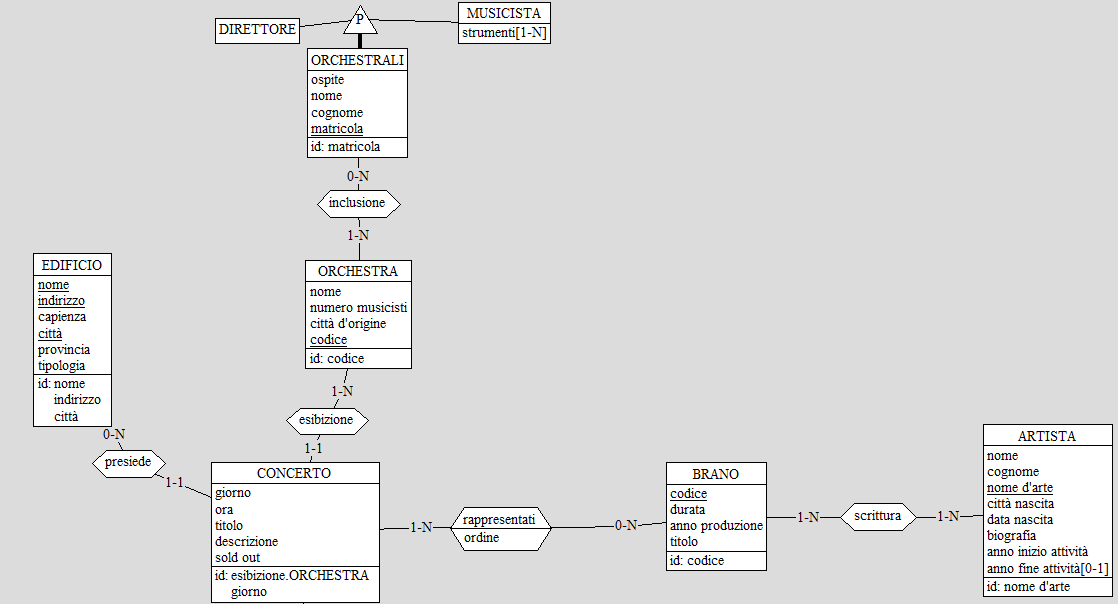 P
DIRETTORE
MUSICISTA
strumenti[1-N]
ORCHESTRALI
ospite
nome
cognome
matricola
id: matricola
0-N
inclusione
1-N
ORCHESTRA
nome
numero musicisti
città d'origine
codice
id: codice
1-N
esibizione
1-1
EDIFICIO
nome
indirizzo
capienza
città
provincia
tipologia
id: nome
indirizzo
città
0-N
presiede
1-1
CONCERTO
giorno
ora
titolo
descrizione
sold out
id: esibizione.ORCHESTRA
giorno
1-N
rappresentati
ordine
0-N
BRANO
codice
durata
anno produzione
titolo
id: codice
1-N
scrittura
1-N
ARTISTA
nome
cognome
nome d'arte
città nascita
data nascita
biografia
anno inizio attività
anno fine attività[0-1]
id: nome d'arte